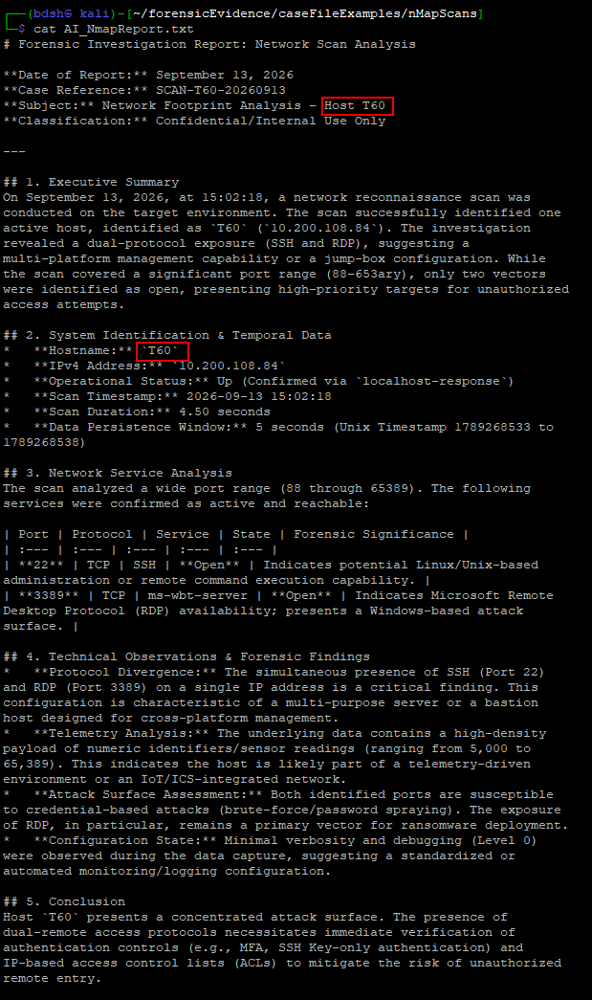 ┌──(bdsh㉿kali)-[~/forensicEvidence/caseFileExamples/nMapScans]
└─$ cat AI_NmapReport.txt
# Forensic Investigation Report: Network Scan Analysis
**Date of Report:** September 13, 2026
**Case Reference:** SCAN-T60-20260913
**Subject:** Network Footprint Analysis – Host T60
**Classification:** Confidential/Internal Use Only
---
## 1. Executive Summary
On September 13, 2026, at 15:02:18, a network reconnaissance scan was
conducted on the target environment. The scan successfully identified one
active host, identified as `T60` (`10.200.108.84`). The investigation
revealed a dual-protocol exposure (SSH and RDP), suggesting a
multi-platform management capability or a jump-box configuration. While
the scan covered a significant port range (88–653ary), only two vectors
were identified as open, presenting high-priority targets for unauthorized
access attempts.
## 2. System Identification & Temporal Data
*   **Hostname:** `T60`
*   **IPv4 Address:** `10.200.108.84`
*   **Operational Status:** Up (Confirmed via `localhost-response`)
*   **Scan Timestamp:** 2026-09-13 15:02:18
*   **Scan Duration:** 4.50 seconds
*   **Data Persistence Window:** 5 seconds (Unix Timestamp 1789268533 to
1789268538)
## 3. Network Service Analysis
The scan analyzed a wide port range (88 through 65389). The following
services were confirmed as active and reachable:
| Port | Protocol | Service | State | Forensic Significance |
| :--- | :--- | :--- | :--- | :--- |
| **22** | TCP | SSH | **Open** | Indicates potential Linux/Unix-based
administration or remote command execution capability. |
| **3389** | TCP | ms-wbt-server | **Open** | Indicates Microsoft Remote
Desktop Protocol (RDP) availability; presents a Windows-based attack
surface. |
## 4. Technical Observations & Forensic Findings
*   **Protocol Divergence:** The simultaneous presence of SSH (Port 22)
and RDP (Port 3389) on a single IP address is a critical finding. This
configuration is characteristic of a multi-purpose server or a bastion
host designed for cross-platform management.
*   **Telemetry Analysis:** The underlying data contains a high-density
payload of numeric identifiers/sensor readings (ranging from 5,000 to
65,389). This indicates the host is likely part of a telemetry-driven
environment or an IoT/ICS-integrated network.
*   **Attack Surface Assessment:** Both identified ports are susceptible
to credential-based attacks (brute-force/password spraying). The exposure
of RDP, in particular, remains a primary vector for ransomware deployment.
*   **Configuration State:** Minimal verbosity and debugging (Level 0)
were observed during the data capture, suggesting a standardized or
automated monitoring/logging configuration.
## 5. Conclusion
Host `T60` presents a concentrated attack surface. The presence of
dual-remote access protocols necessitates immediate verification of
authentication controls (e.g., MFA, SSH Key-only authentication) and
IP-based access control lists (ACLs) to mitigate the risk of unauthorized
remote entry.